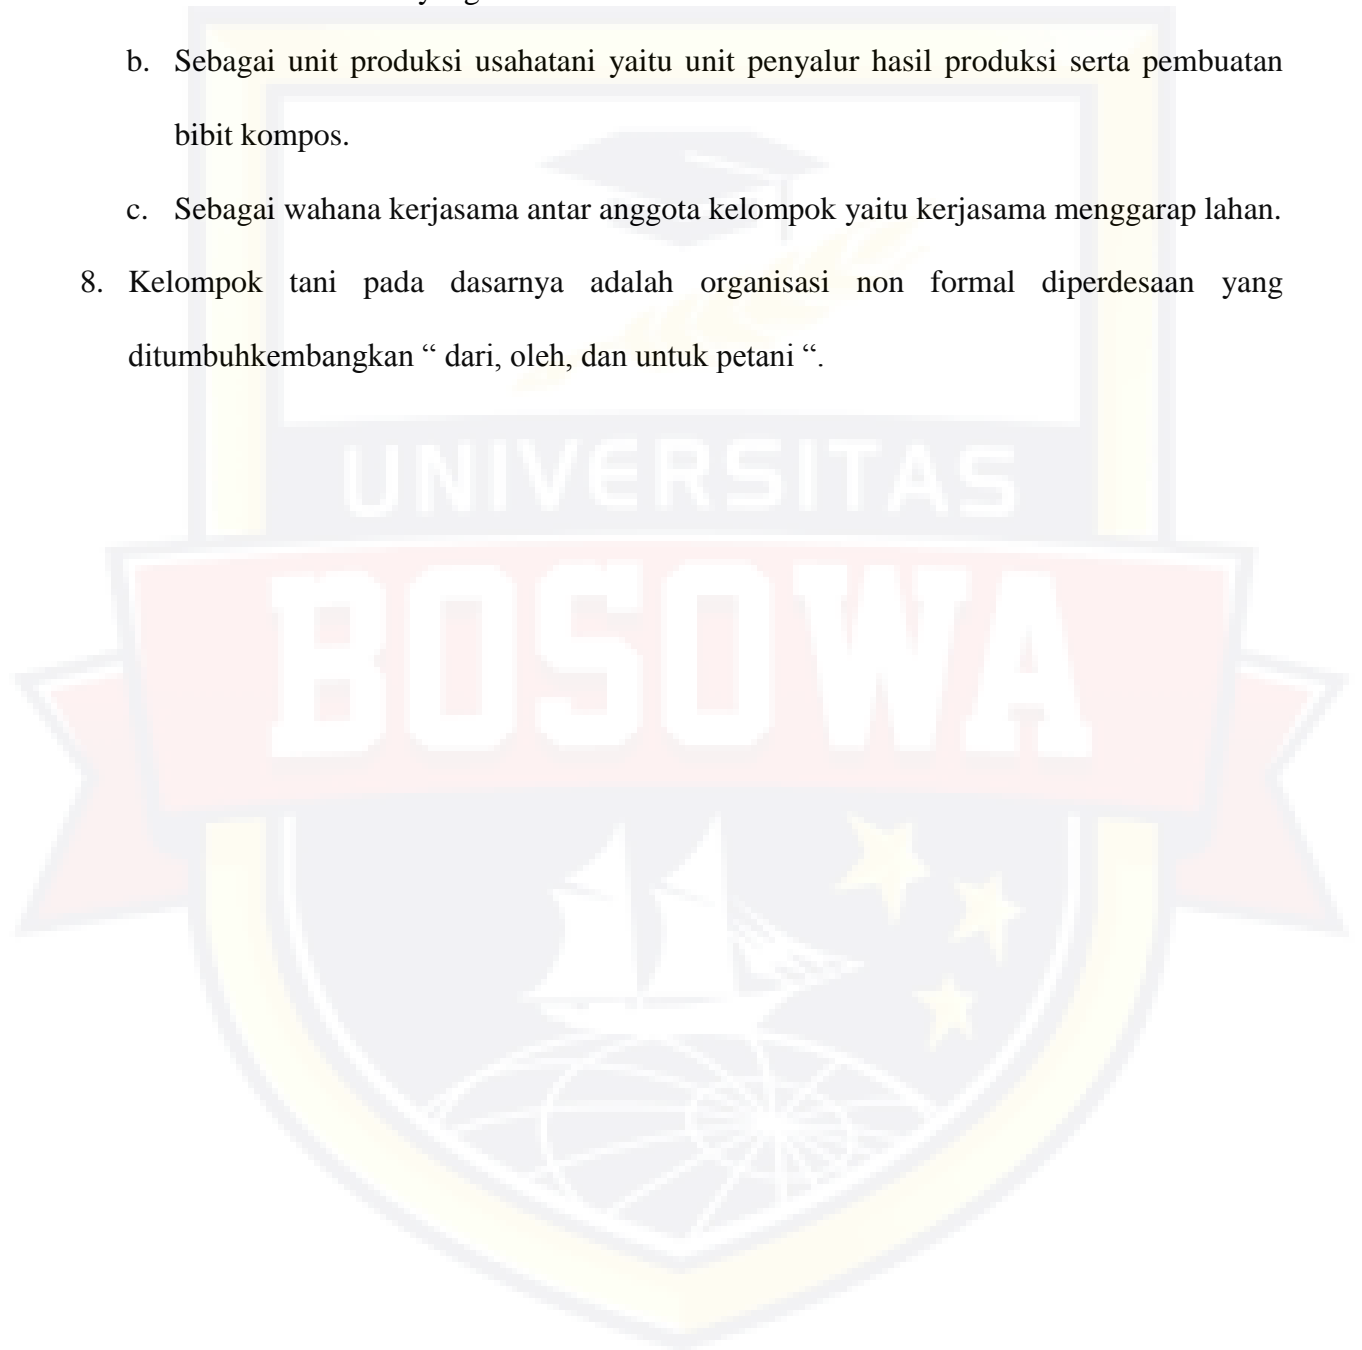 b. Sebagai unit produksi usahatani yaitu unit penyalur hasil produksi serta pembuatan
bibit kompos.
c. Sebagai wahana kerjasama antar anggota kelompok yaitu kerjasama menggarap lahan.
8. Kelompok tani pada dasarnya adalah organisasi non formal diperdesaan yang
ditumbuhkembangkan “ dari, oleh, dan untuk petani “.
UNIVERSITAS
BOSOWA